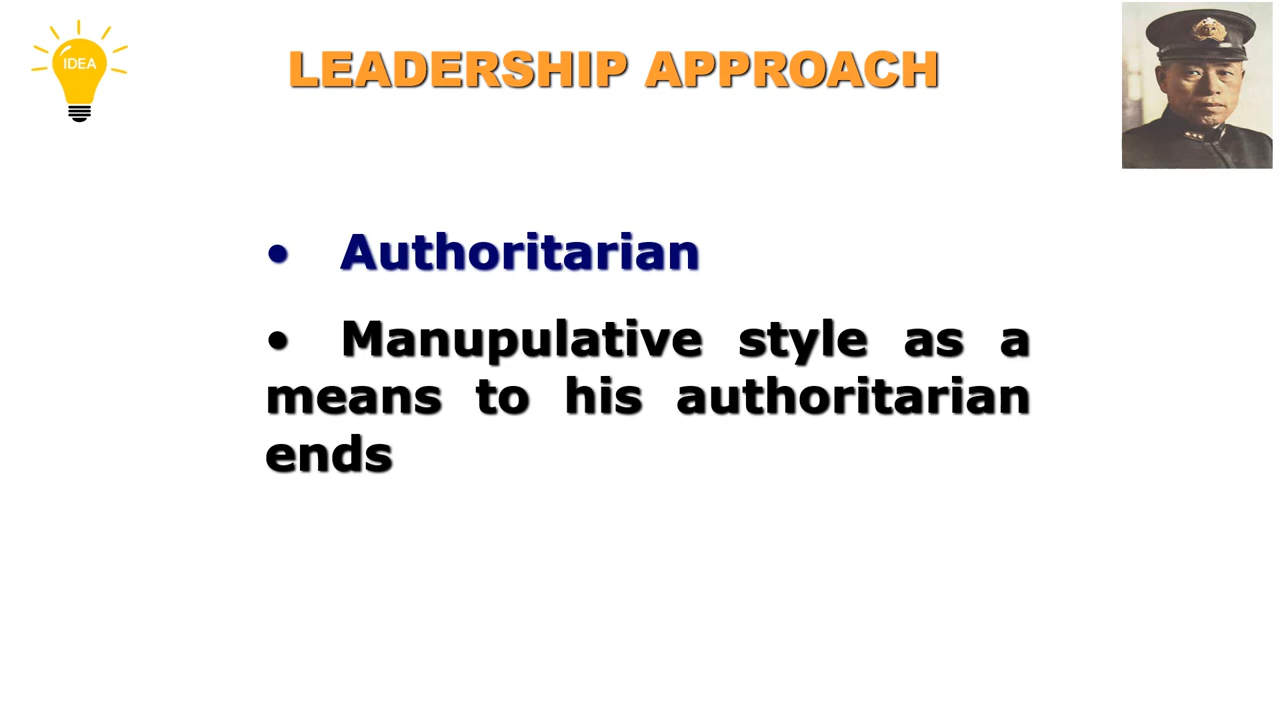 IDEA
LEADERSHIP APPROACH
• Authoritarian
• Manupulative style as a
means to his authoritarian
ends